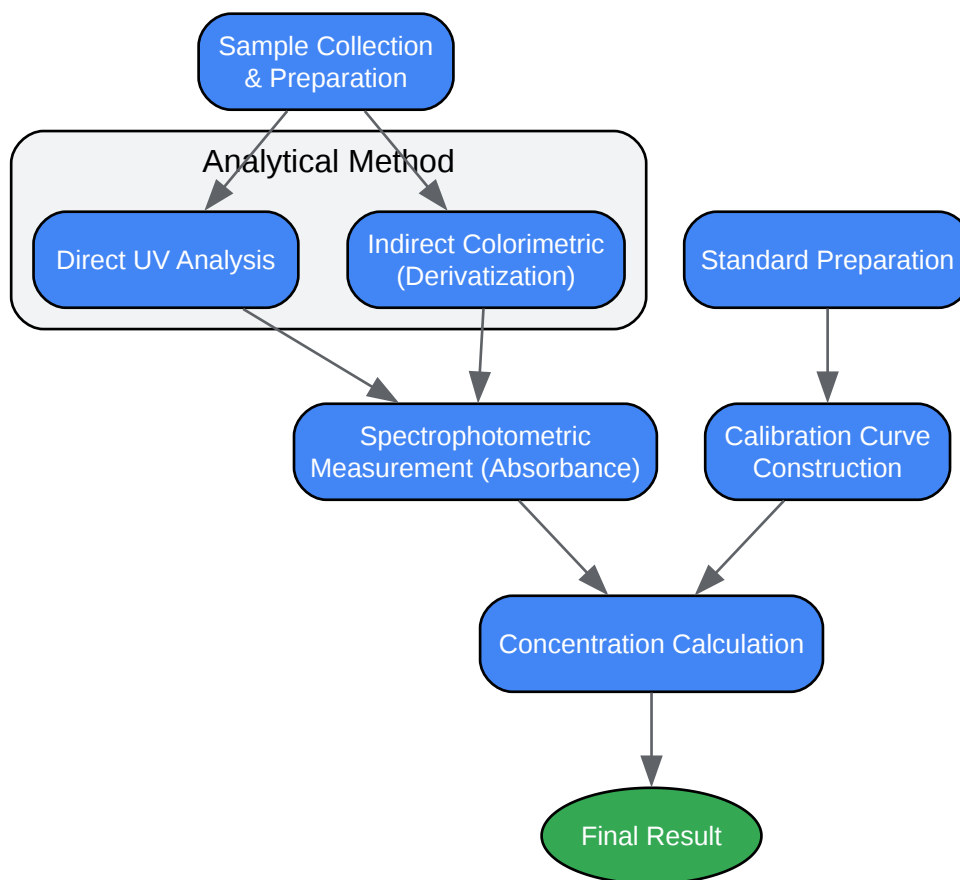 Sample Collection
& Preparation
Analytical Method
Direct UV Analysis
Indirect Colorimetric
(Derivatization)
Standard Preparation
Spectrophotometric
Measurement (Absorbance)
Calibration Curve
Construction
Concentration Calculation
Final Result